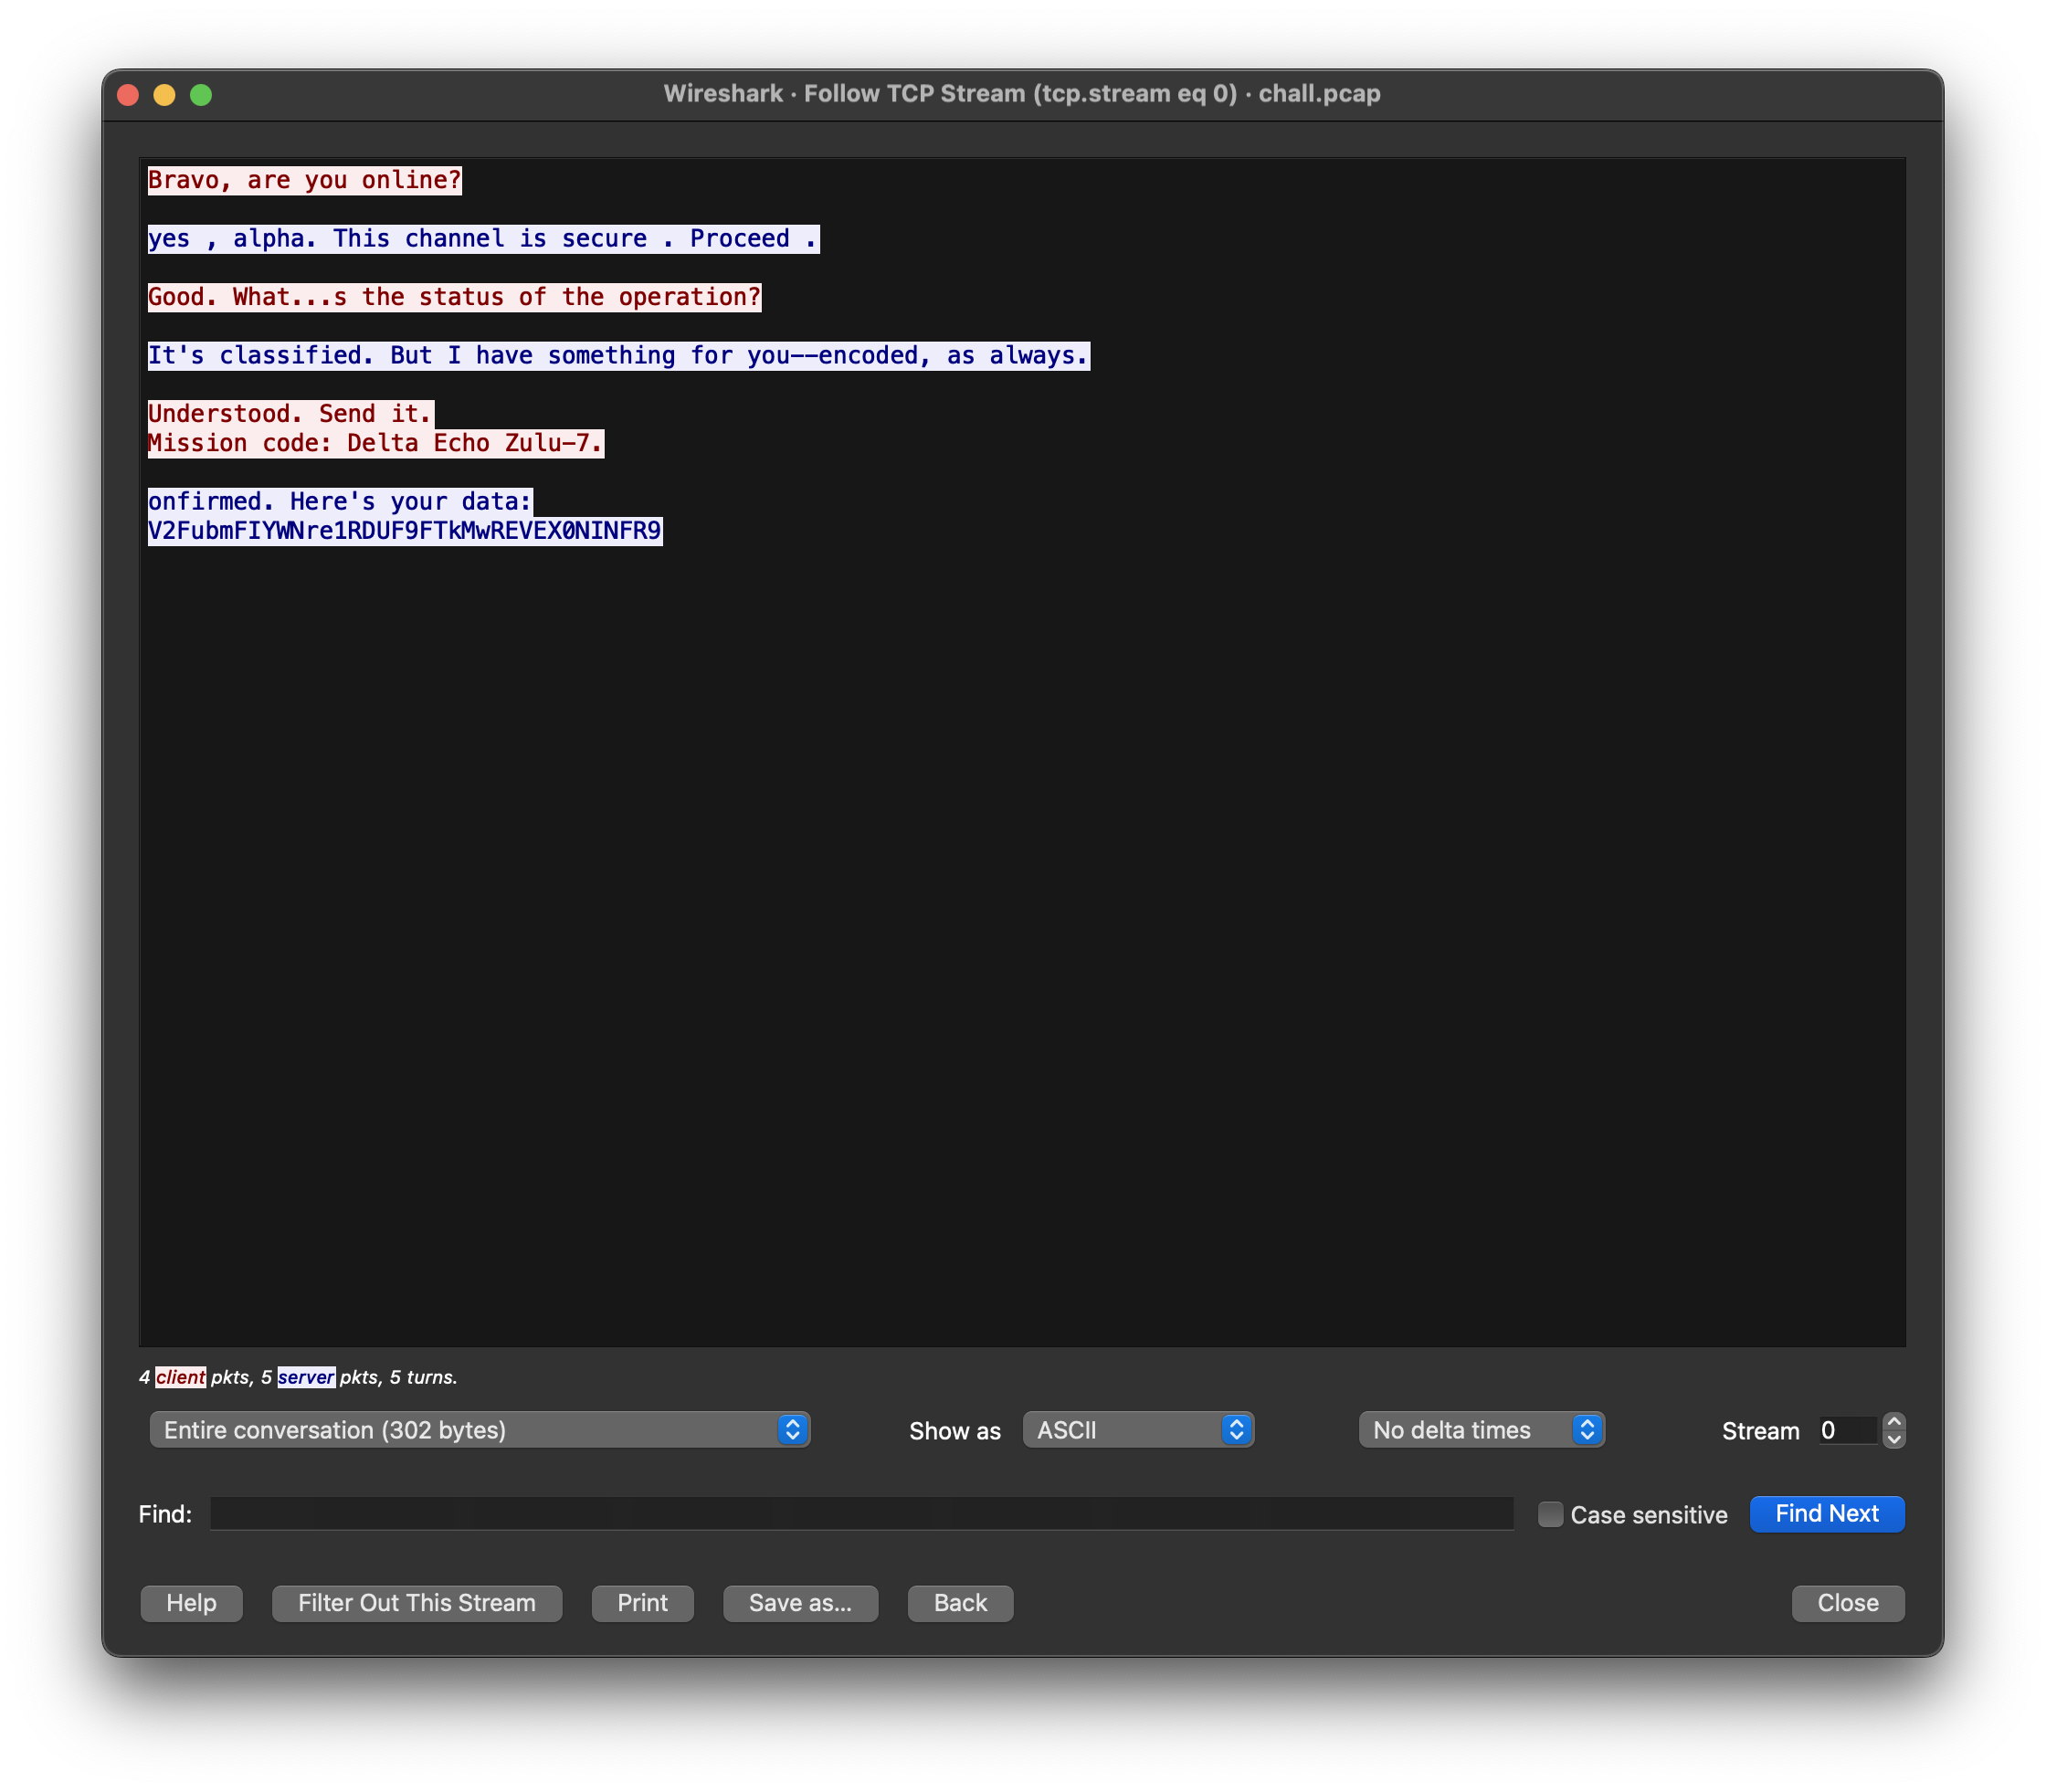 Wireshark · Follow TCP Stream (tcp.stream eq 0) · chall.pcap
Bravo, are you online?
yes , alpha. This channel is secure . Proceed .
Good. What...s the status of the operation?
It's classified. But I have something for you--encoded, as always.
Understood. Send it.
Mission code: Delta Echo Zulu-7.
onfirmed. Here's your data:
V2FubmFIYWNre1RDUF9FTkMwREVEX0NINFR9
4 client pkts, 5 server pkts, 5 turns.
Entire conversation (302 bytes) Show as ASCII No delta times Stream 0
Find: Case sensitive Find Next
Help Filter Out This Stream Print Save as... Back Close